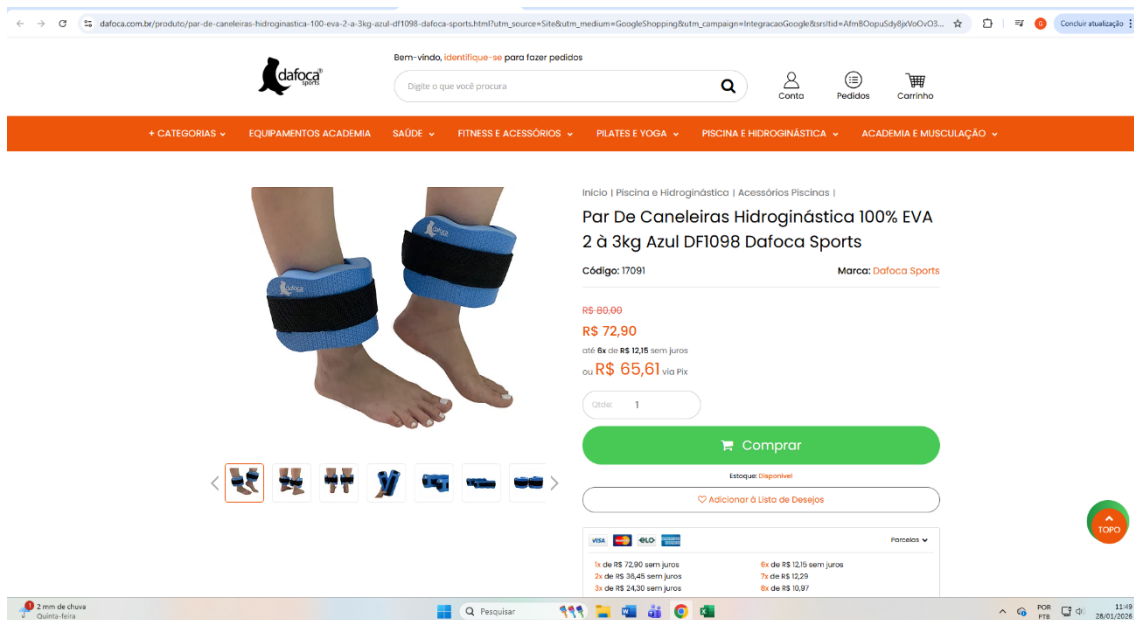 dafoca.com.br/produto/par-de-caneleiras-hidroginastica-100-eva-2-a-3kg-azul-df1098-dafoca-sports.html?utm_source=Site&utm_medium=GoogleShopping&utm_campaign=IntegracaoGoogle&srsltid=Afm8OopuSdy8jxVoOvO3...
G
Concluir atualização
dafoca®
sports
Bem-vindo, identifique-se para fazer pedidos
Digite o que você procura
Conta
Pedidos
Carrinho
+ CATEGORIAS
EQUIPAMENTOS ACADEMIA
SAÚDE
FITNESS E ACESSÓRIOS
PILATES E YOGA
PISCINA E HIDROGINÁSTICA
ACADEMIA E MUSCULAÇÃO
Início | Piscina e Hidroginástica | Acessórios Piscinas |
Par De Caneleiras Hidroginástica 100% EVA
2 à 3kg Azul DF1098 Dafoca Sports
Código: 17091
Marca: Dafoca Sports
dafoca
dafoca
R$ 80,00
R$ 72,90
até 6x de R$ 12,15 sem juros
ou R$ 65,61 via Pix
Qtde: 1
Comprar
Estoque: Disponível
Adicionar à Lista de Desejos
VISA
elo
Parcelas
1x de R$ 72,90 sem juros
2x de R$ 36,45 sem juros
3x de R$ 24,30 sem juros
6x de R$ 12,15 sem juros
7x de R$ 12,29
8x de R$ 10,97
TOPO
1
2 mm de chuva
Quinta-feira
Pesquisar
POR
PTB
11:49
28/01/2026